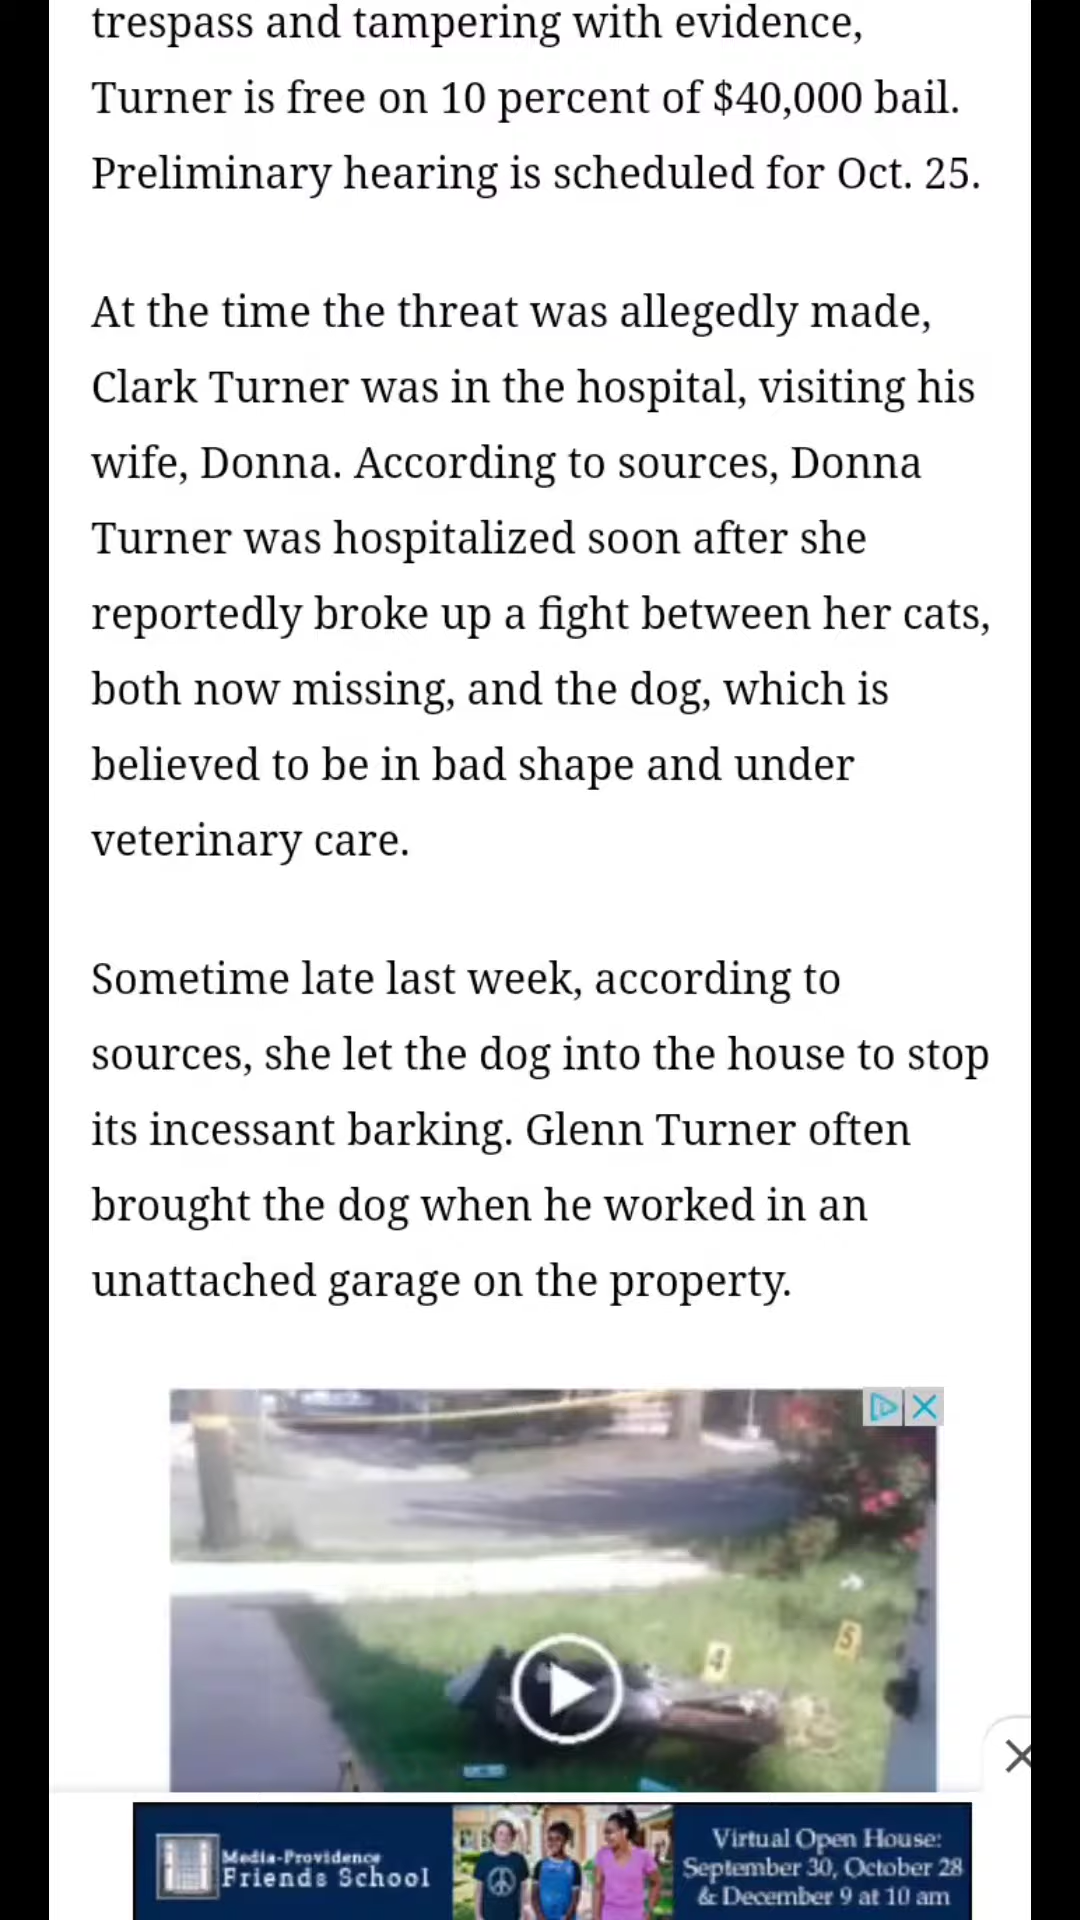 trespass and tampering with evidence,
Turner is free on 10 percent of $40,000 bail.
Preliminary hearing is scheduled for Oct. 25.
At the time the threat was allegedly made,
Clark Turner was in the hospital, visiting his
wife, Donna. According to sources, Donna
Turner was hospitalized soon after she
reportedly broke up a fight between her cats,
both now missing, and the dog, which is
believed to be in bad shape and under
veterinary care.
Sometime late last week, according to
sources, she let the dog into the house to stop
its incessant barking. Glenn Turner often
brought the dog when he worked in an
unattached garage on the property.
4
5
Media-Providence
Friends School
Virtual Open House:
September 30, October 28
& December 9 at 10 am